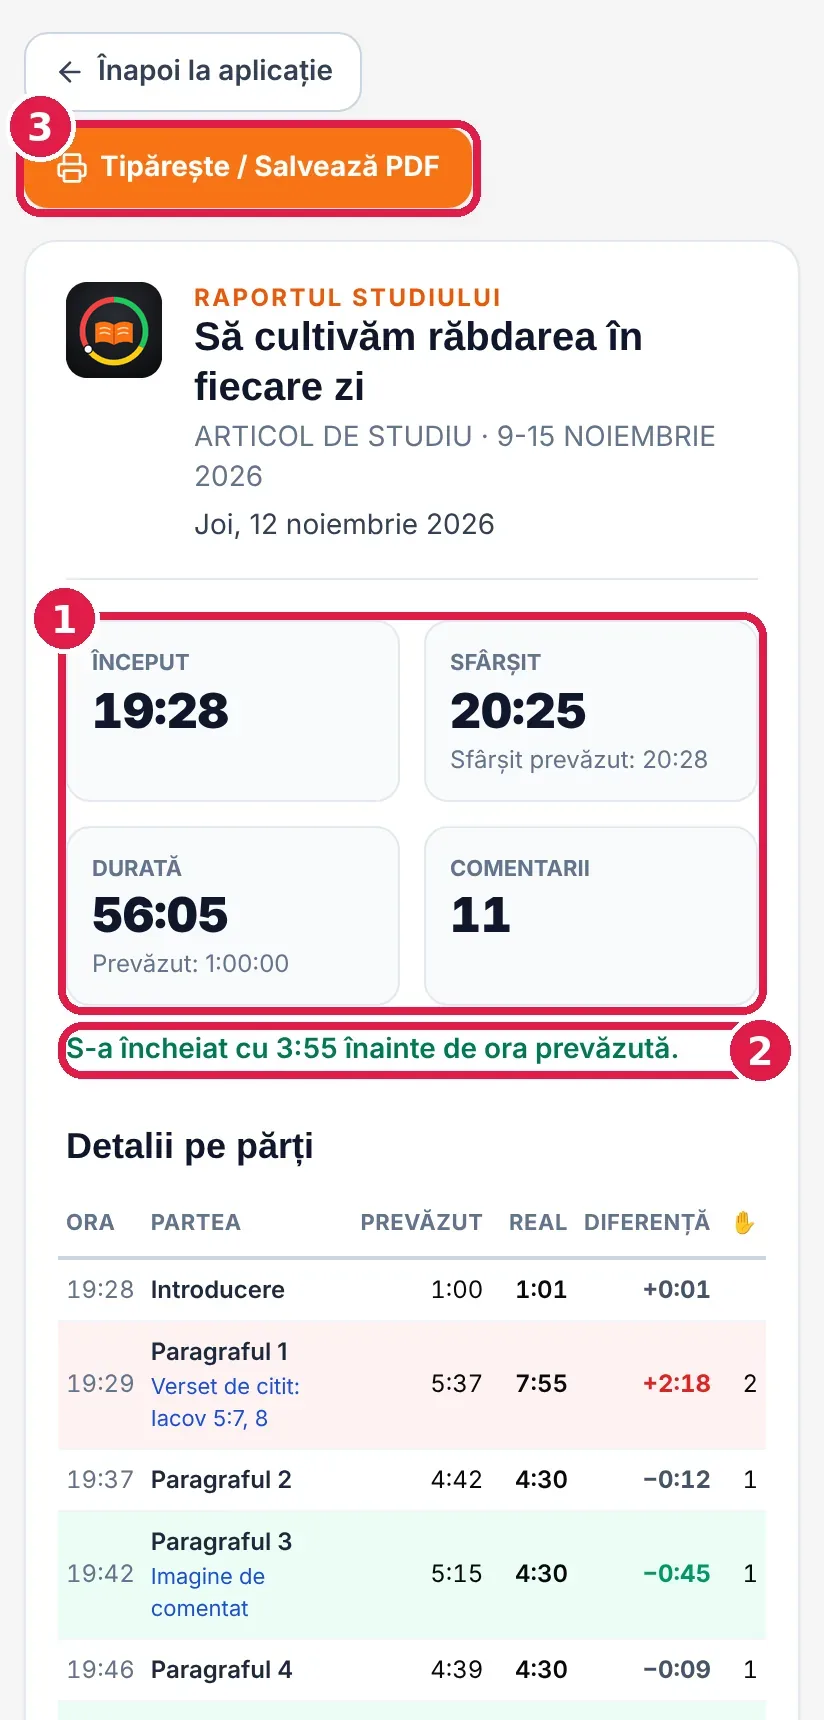 Înapoi la aplicație
3
Tipărește / Salvează PDF
RAPORTUL STUDIULUI
Să cultivăm răbdarea în
fiecare zi
ARTICOL DE STUDIU · 9-15 NOIEMBRIE
2026
Joi, 12 noiembrie 2026
1
ÎNCEPUT
19:28
SFÂRȘIT
20:25
Sfârșit prevăzut: 20:28
DURATĂ
56:05
Prevăzut: 1:00:00
COMENTARII
11
S-a încheiat cu 3:55 înainte de ora prevăzută.
2
Detalii pe părți
ORA PARTEA PREVĂZUT REAL DIFERENȚĂ ✋
19:28 Introducere 1:00 1:01 +0:01
Paragraful 1
19:29 Verset de citit: 5:37 7:55 +2:18 2
Iacov 5:7, 8
19:37 Paragraful 2 4:42 4:30 −0:12 1
Paragraful 3
19:42 Imagine de 5:15 4:30 −0:45 1
comentat
19:46 Paragraful 4 4:39 4:30 −0:09 1